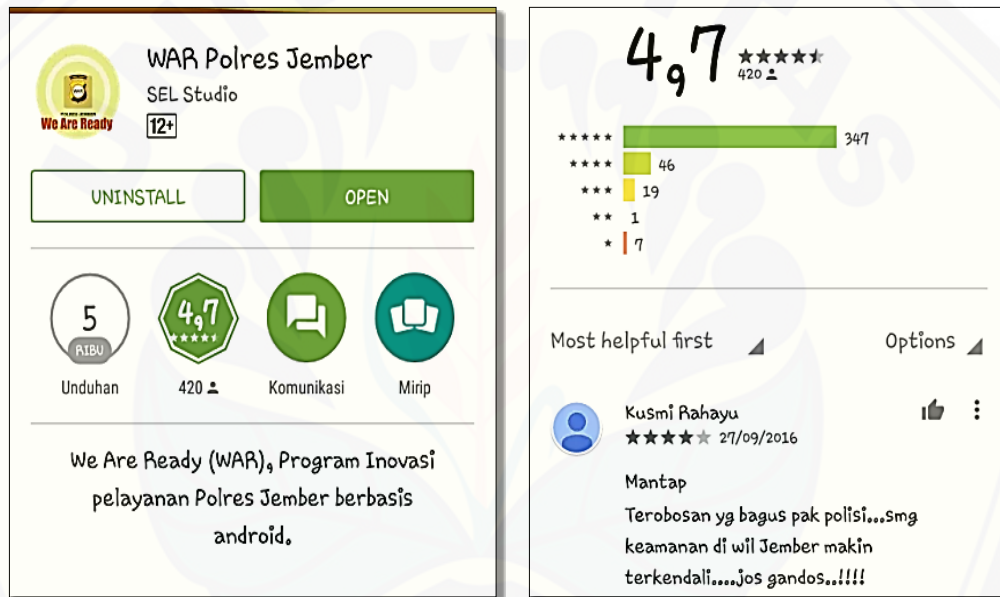 WAR Polres Jember
SEL Studio
12+
WAR
POLRES JEMBER
We Are Ready
UNINSTALL
OPEN
5
RIBU
Unduhan
4,7
420
Komunikasi
Mirip
We Are Ready (WAR), Program Inovasi
pelayanan Polres Jember berbasis
android.
4,7
420
347
46
19
1
7
Most helpful first
Options
Kusmi Rahayu
27/09/2016
Mantap
Terobosan yg bagus pak polisi...smg
keamanan di wil Jember makin
terkendali....jos gandos..!!!!